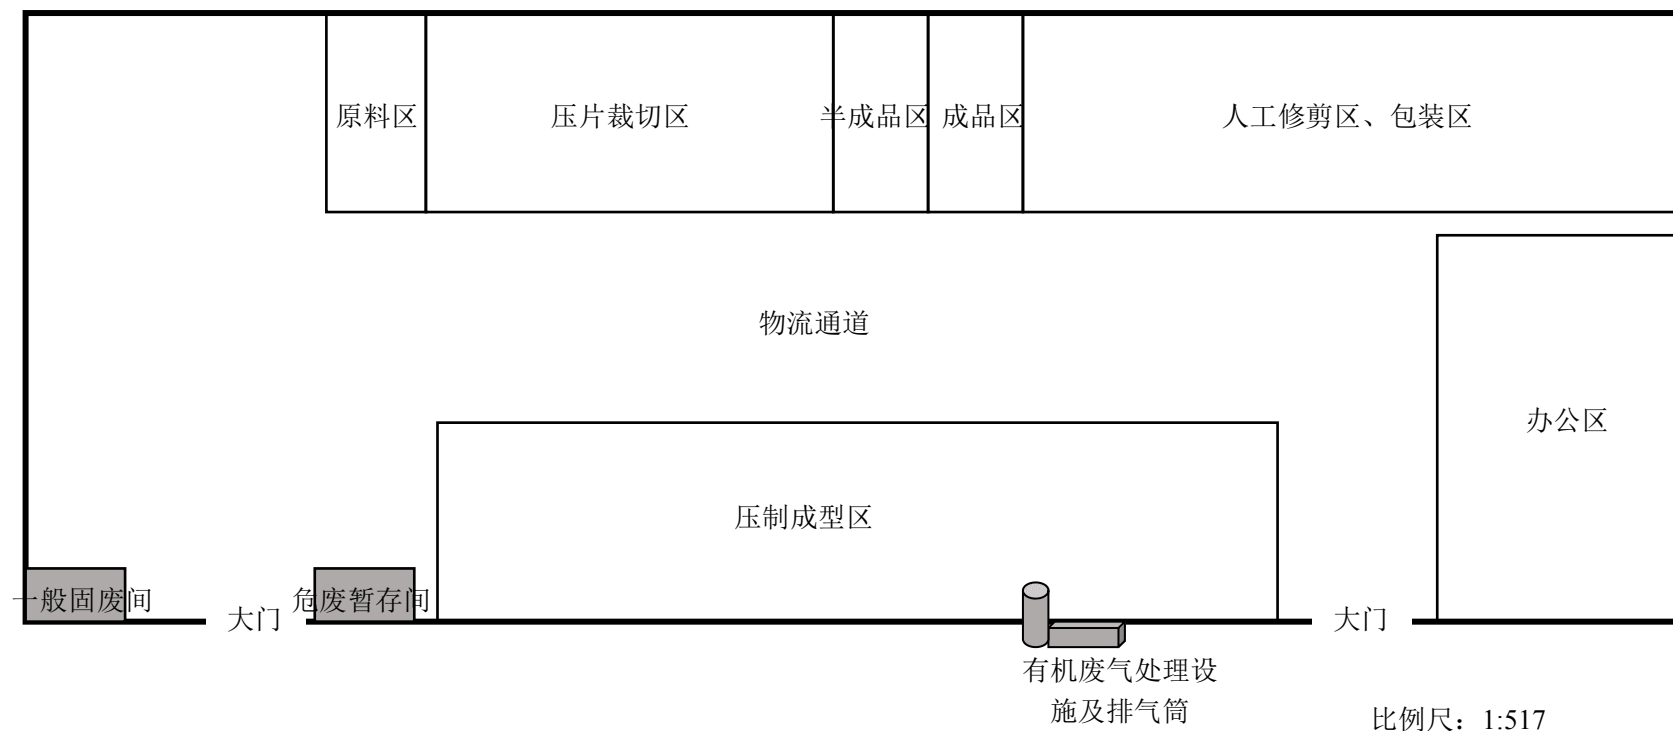 原料区
压片裁切区
半成品区
成品区
人工修剪区、包装区
物流通道
办公区
压制成型区
一般固废间
大门
危废暂存间
大门
有机废气处理设
施及排气筒
比例尺：1:517